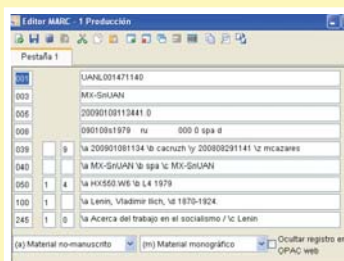 Editor MARC - 1 Producción
Pestaña 1
001 UANL001471140
003 MX-SnUAN
005 20090108113441.0
008 090108s1979 ru 000 0 spa d
039 9 \a 200901081134 \b cacruzh \y 200808291141 \z mcazares
040 \a MX-SnUAN \b spa \c MX-SnUAN
050 1 4 \a HX550.W6 \b L4 1979
100 1 \a Lenin, Vladimir Ilich, \d 1870-1924.
245 1 0 \a Acerca del trabajo en el socialismo / \c Lenin
(a) Material no-manuscrito (m) Material monográfico Ocultar registro en
OPAC web